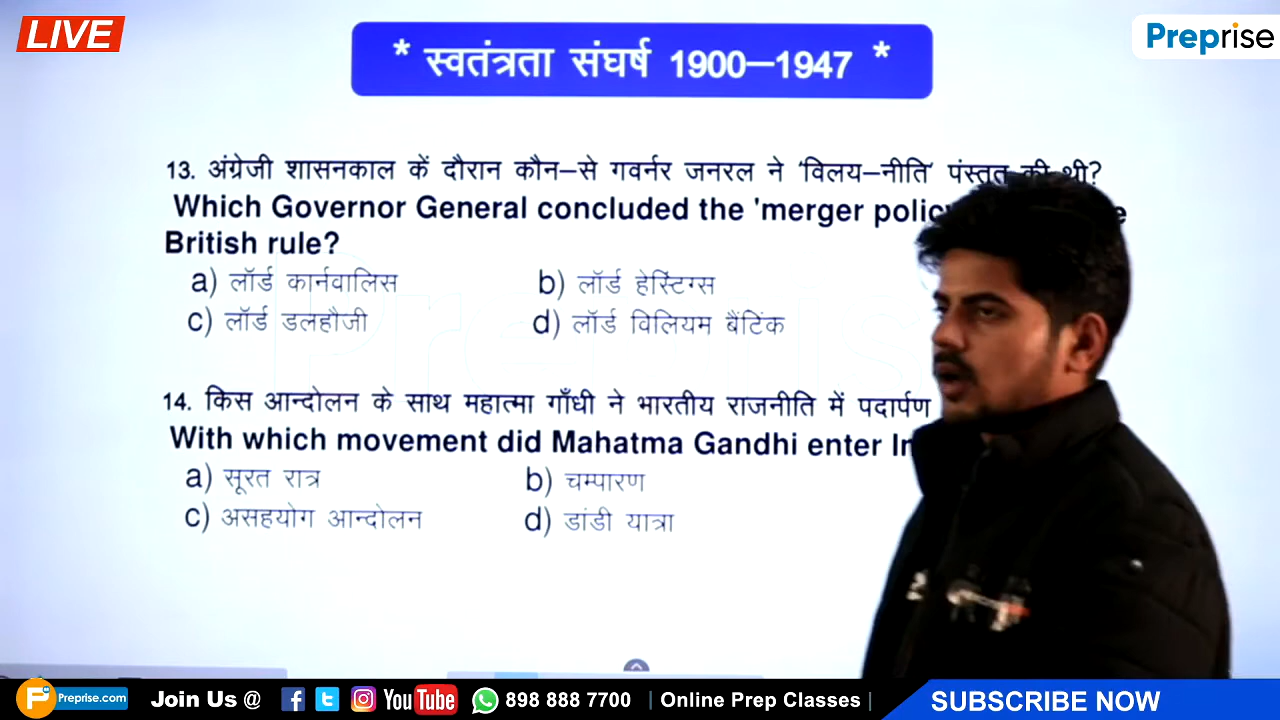 LIVE
Preprise
* स्वतंत्रता संघर्ष 1900–1947 *
13. अंग्रेजी शासनकाल कें दौरान कौन–से गवर्नर जनरल ने ‘विलय–नीति’ पंस्तुत की थी?
Which Governor General concluded the 'merger policy
British rule?
a) लॉर्ड कार्नवालिस b) लॉर्ड हेस्टिंग्स
c) लॉर्ड डलहौजी d) लॉर्ड विलियम बैंटिंक
14. किस आन्दोलन के साथ महात्मा गाँधी ने भारतीय राजनीति में पदार्पण
With which movement did Mahatma Gandhi enter
a) सूरत रात्र b) चम्पारण
c) असहयोग आन्दोलन d) डांडी यात्रा
Preprise.com Join Us @ YouTube 898 888 7700 | Online Prep Classes | SUBSCRIBE NOW